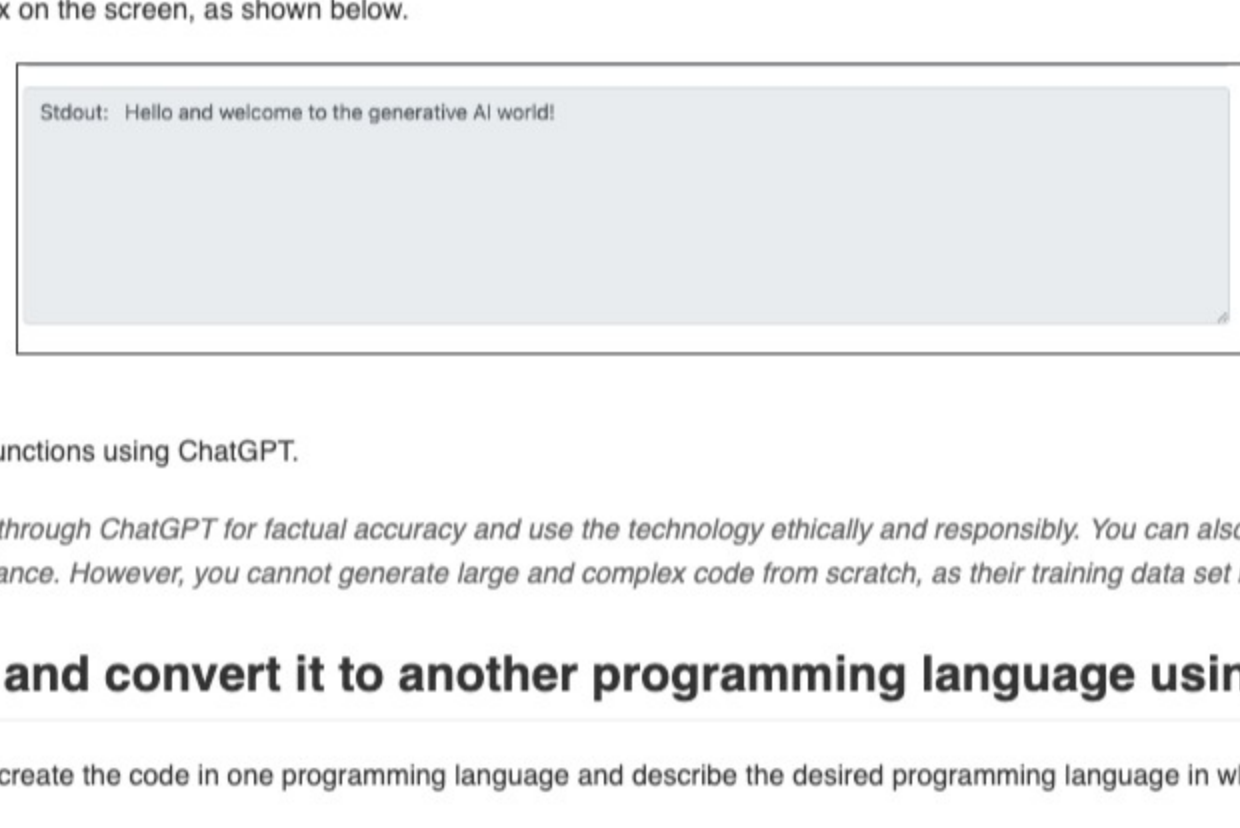 x on the screen, as shown below.
Stdout: Hello and welcome to the generative AI world!
unctions using ChatGPT.
through ChatGPT for factual accuracy and use the technology ethically and responsibly. You can also
ance. However, you cannot generate large and complex code from scratch, as their training data set
and convert it to another programming language usin
create the code in one programming language and describe the desired programming language in wh